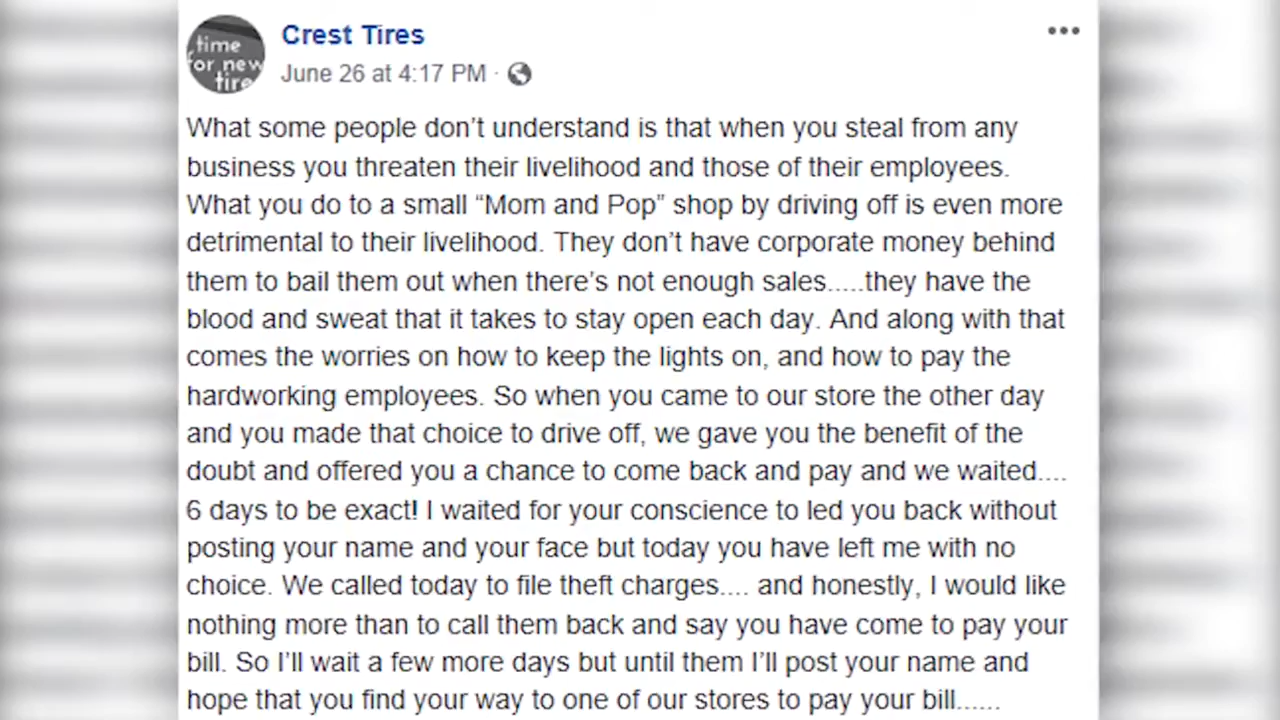 time
for new
tire
Crest Tires
June 26 at 4:17 PM ·
What some people don’t understand is that when you steal from any
business you threaten their livelihood and those of their employees.
What you do to a small “Mom and Pop” shop by driving off is even more
detrimental to their livelihood. They don’t have corporate money behind
them to bail them out when there’s not enough sales.....they have the
blood and sweat that it takes to stay open each day. And along with that
comes the worries on how to keep the lights on, and how to pay the
hardworking employees. So when you came to our store the other day
and you made that choice to drive off, we gave you the benefit of the
doubt and offered you a chance to come back and pay and we waited....
6 days to be exact! I waited for your conscience to led you back without
posting your name and your face but today you have left me with no
choice. We called today to file theft charges.... and honestly, I would like
nothing more than to call them back and say you have come to pay your
bill. So I’ll wait a few more days but until them I’ll post your name and
hope that you find your way to one of our stores to pay your bill......